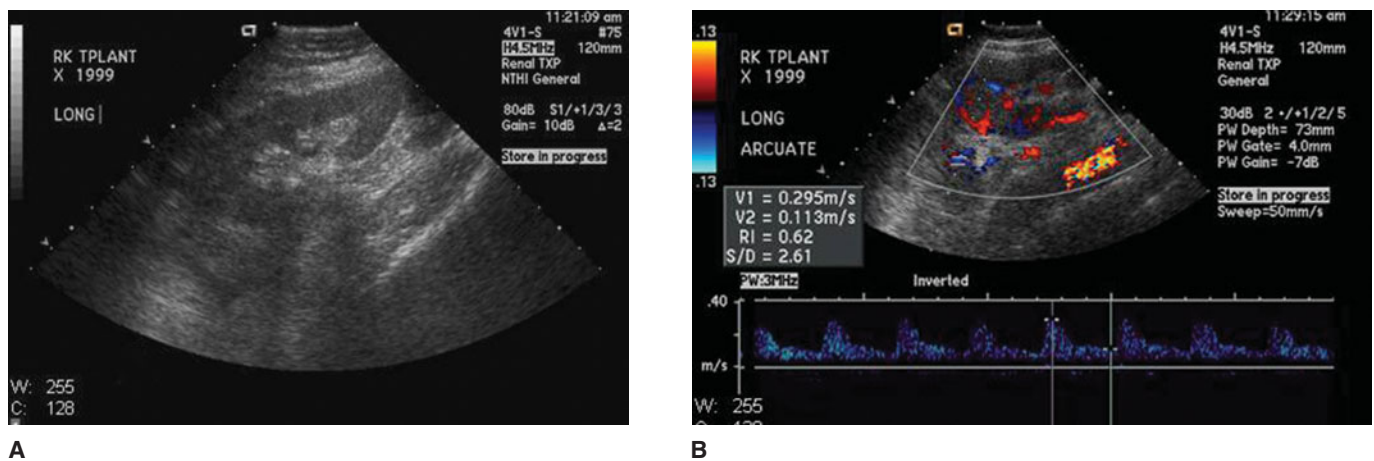 11:21:09 am
4V1-S #75
H4.5MHz 120mm
Renal TXP
NTHI General
80dB S1/+1/3/3
Gain= 10dB Δ=2
Store in progress
RK TPLANT
X 1999
LONG
W: 255
C: 128
A
11:29:15 am
4V1-S
H4.5MHz 120mm
Renal TXP
General
30dB 2 +/+1/2/5
PW Depth= 73mm
PW Gate= 4.0mm
PW Gain= -7dB
Store in progress
Sweep=50mm/s
.13
RK TPLANT
X 1999
LONG
ARCUATE
.13
V1 = 0.295m/s
V2 = 0.113m/s
RI = 0.62
S/D = 2.61
PW:3MHz Inverted
.40
m/s
W: 255
B